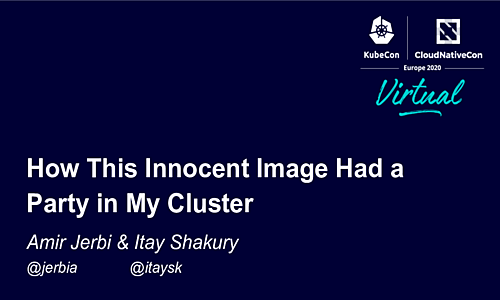 KubeCon
CloudNativeCon
Europe 2020
Virtual
How This Innocent Image Had a
Party in My Cluster
Amir Jerbi & Itay Shakury
@jerbia @itaysk